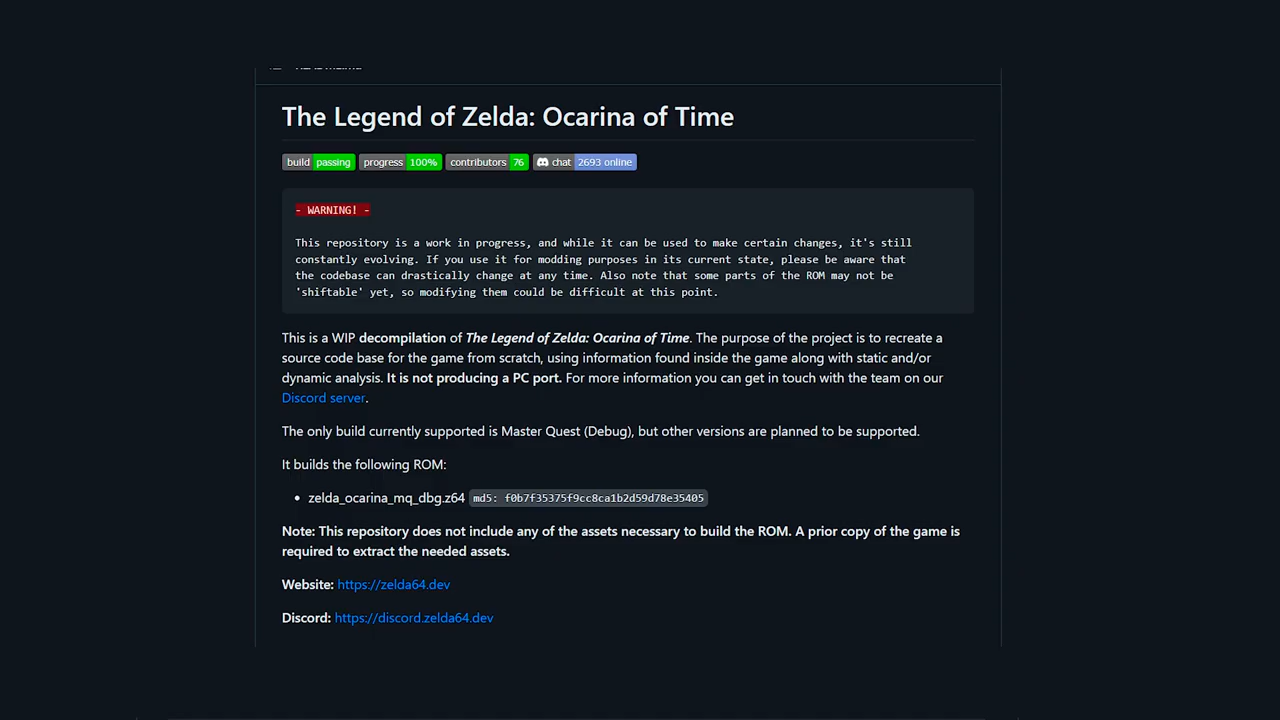 The Legend of Zelda: Ocarina of Time
build passing progress 100% contributors 76 chat 2693 online
- WARNING! -
This repository is a work in progress, and while it can be used to make certain changes, it's still
constantly evolving. If you use it for modding purposes in its current state, please be aware that
the codebase can drastically change at any time. Also note that some parts of the ROM may not be
'shiftable' yet, so modifying them could be difficult at this point.
This is a WIP decompilation of The Legend of Zelda: Ocarina of Time. The purpose of the project is to recreate a
source code base for the game from scratch, using information found inside the game along with static and/or
dynamic analysis. It is not producing a PC port. For more information you can get in touch with the team on our
Discord server.
The only build currently supported is Master Quest (Debug), but other versions are planned to be supported.
It builds the following ROM:
• zelda_ocarina_mq_dbg.z64 md5: f0b7f35375f9cc8ca1b2d59d78e35405
Note: This repository does not include any of the assets necessary to build the ROM. A prior copy of the game is
required to extract the needed assets.
Website: https://zelda64.dev
Discord: https://discord.zelda64.dev